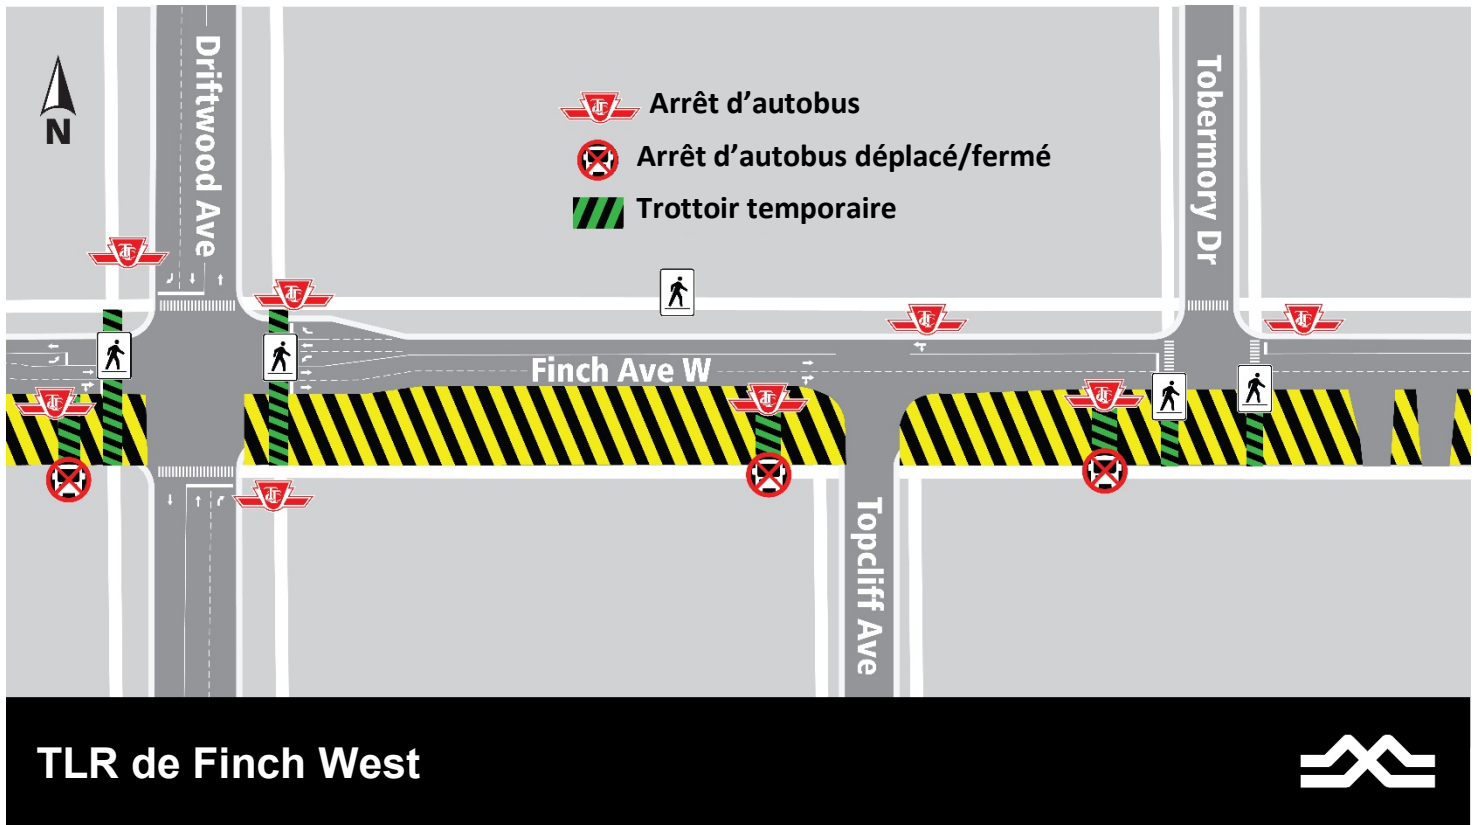 Driftwood Ave
N
Arrêt d’autobus
Arrêt d’autobus déplacé/fermé
Trottoir temporaire
Tobermory Dr
Finch Ave W
Topcliff Ave
TLR de Finch West